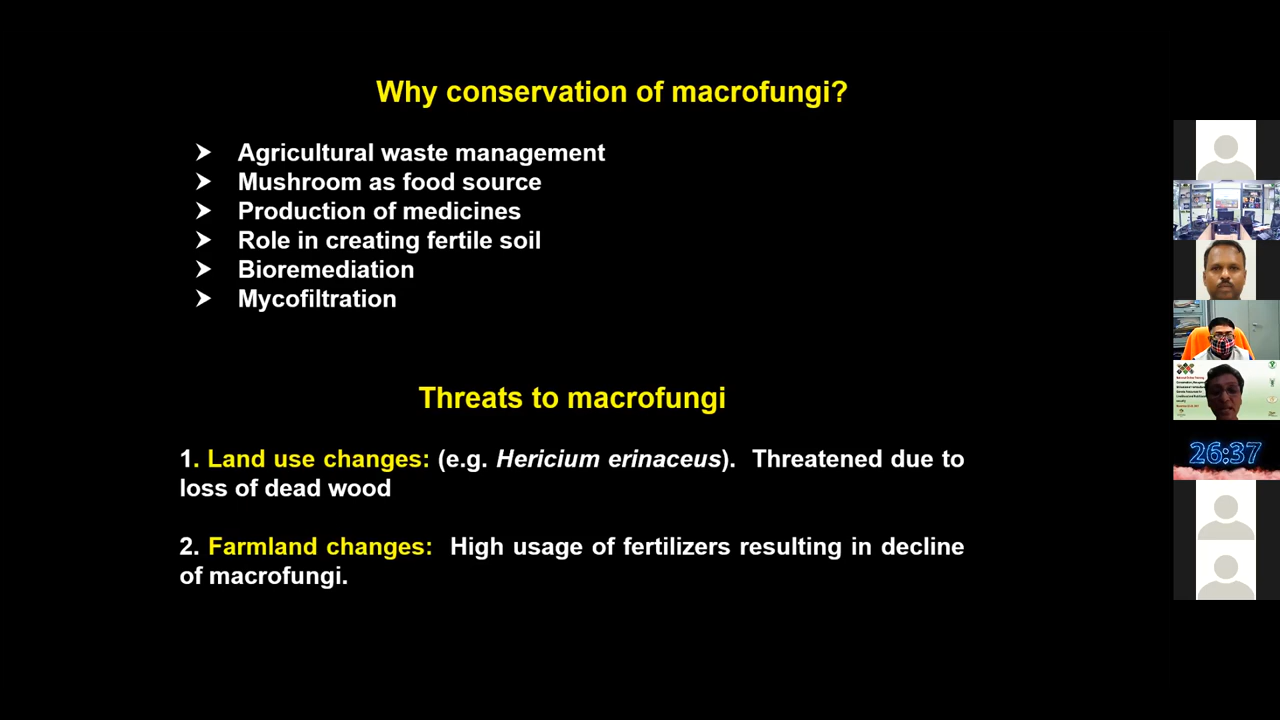 Why conservation of macrofungi?
➤ Agricultural waste management
➤ Mushroom as food source
➤ Production of medicines
➤ Role in creating fertile soil
➤ Bioremediation
➤ Mycofiltration
Threats to macrofungi
1. Land use changes: (e.g. Hericium erinaceus). Threatened due to
loss of dead wood
2. Farmland changes: High usage of fertilizers resulting in decline
of macrofungi.
26:37